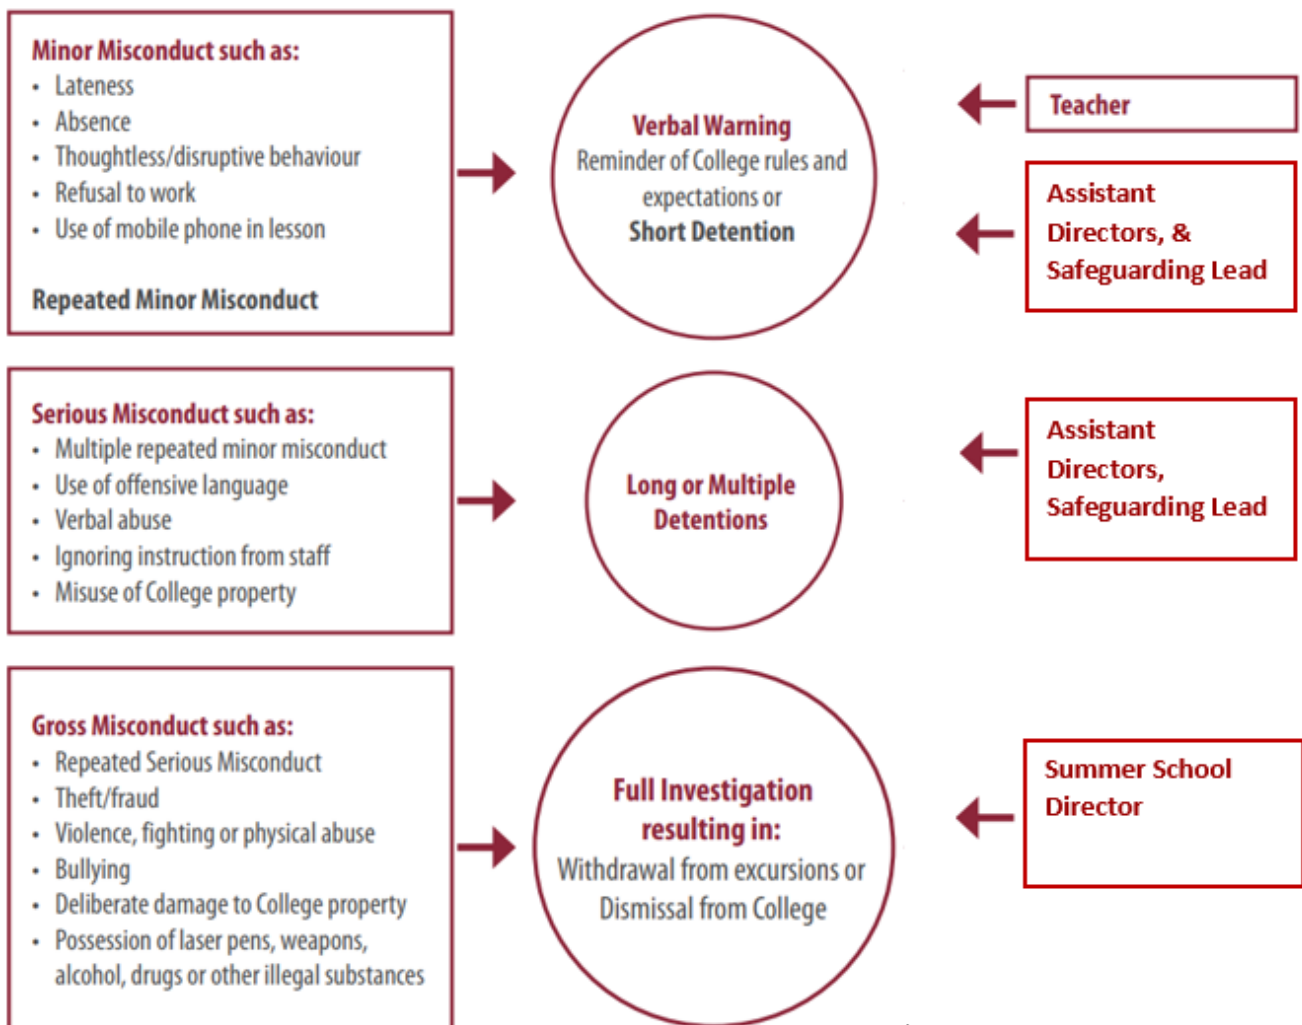 Minor Misconduct such as:
• Lateness
• Absence
• Thoughtless/disruptive behaviour
• Refusal to work
• Use of mobile phone in lesson
Repeated Minor Misconduct
Verbal Warning
Reminder of College rules and
expectations or
Short Detention
Teacher
Assistant
Directors, &
Safeguarding Lead
Serious Misconduct such as:
• Multiple repeated minor misconduct
• Use of offensive language
• Verbal abuse
• Ignoring instruction from staff
• Misuse of College property
Long or Multiple
Detentions
Assistant
Directors,
Safeguarding Lead
Gross Misconduct such as:
• Repeated Serious Misconduct
• Theft/fraud
• Violence, fighting or physical abuse
• Bullying
• Deliberate damage to College property
• Possession of laser pens, weapons,
alcohol, drugs or other illegal substances
Full Investigation
resulting in:
Withdrawal from excursions or
Dismissal from College
Summer School
Director